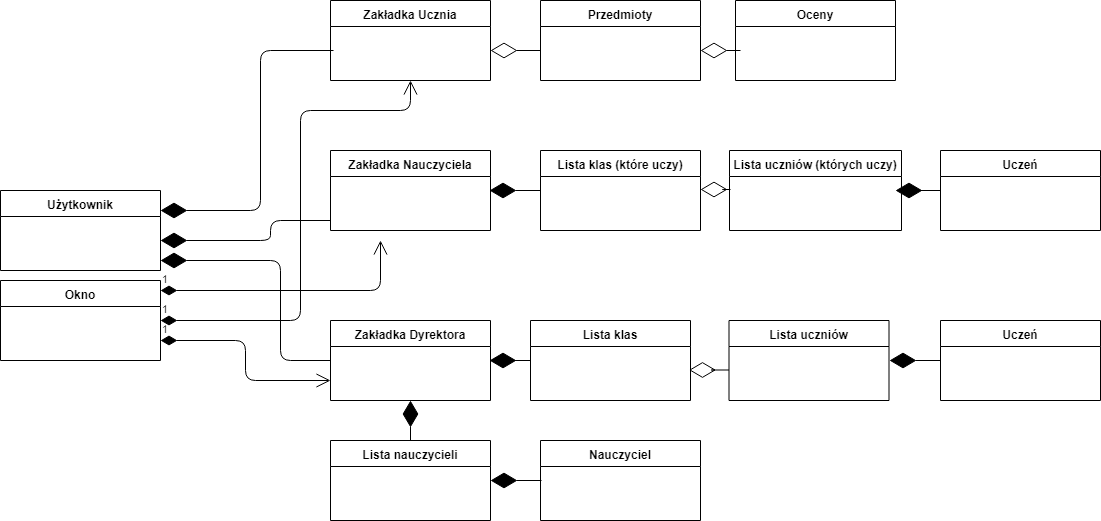 Zakładka Ucznia
Przedmioty
Oceny
Zakładka Nauczyciela
Lista klas (które uczy)
Lista uczniów (których uczy)
Uczeń
Użytkownik
Okno
1
1
1
Zakładka Dyrektora
Lista klas
Lista uczniów
Uczeń
Lista nauczycieli
Nauczyciel